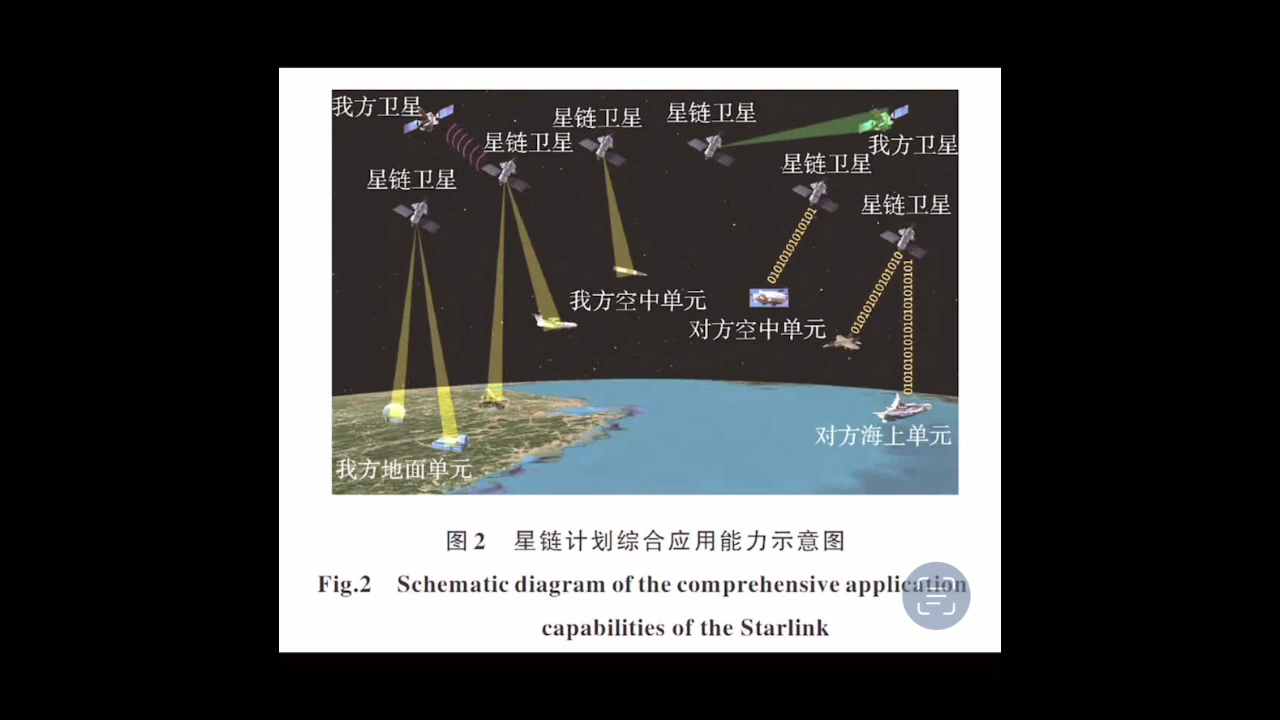 我方卫星
星链卫星
星链卫星
我方卫星
星链卫星
星链卫星
星链卫星
星链卫星
010101010101
我方空中单元
对方空中单元
对方海上单元
我方地面单元
图2 星链计划综合应用能力示意图
Fig.2 Schematic diagram of the comprehensive application
capabilities of the Starlink